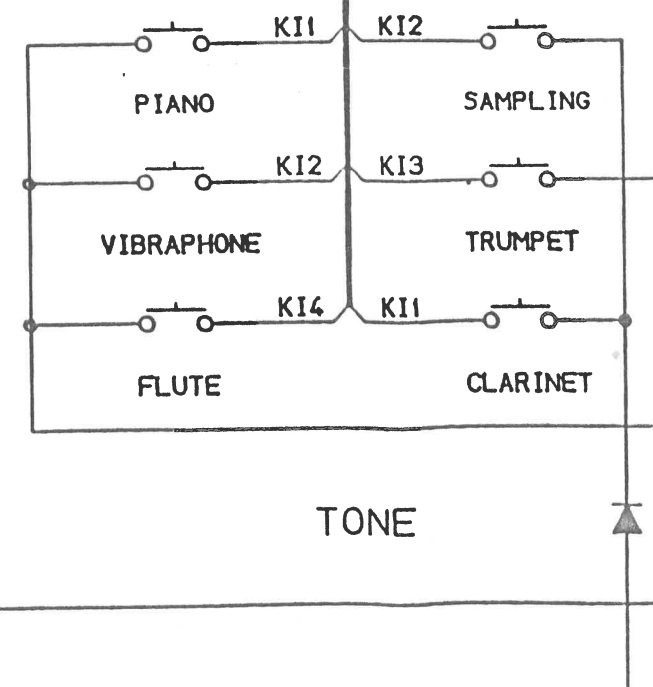 KI1 KI2
PIANO SAMPLING
KI2 KI3
VIBRAPHONE TRUMPET
KI4 KI1
FLUTE CLARINET
TONE